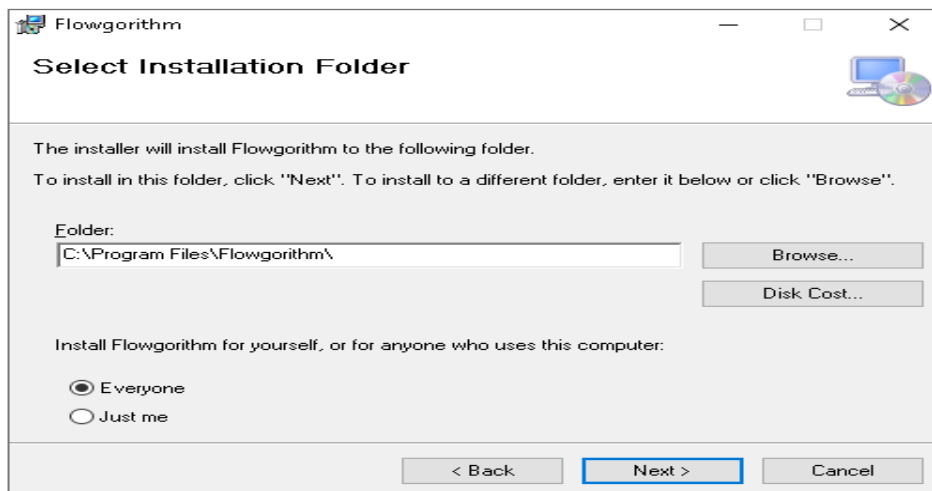 Flowgorithm
Select Installation Folder
The installer will install Flowgorithm to the following folder.
To install in this folder, click "Next". To install to a different folder, enter it below or click "Browse".
Folder:
C:\Program Files\Flowgorithm\
Browse...
Disk Cost...
Install Flowgorithm for yourself, or for anyone who uses this computer:
Everyone
Just me
< Back
Next >
Cancel